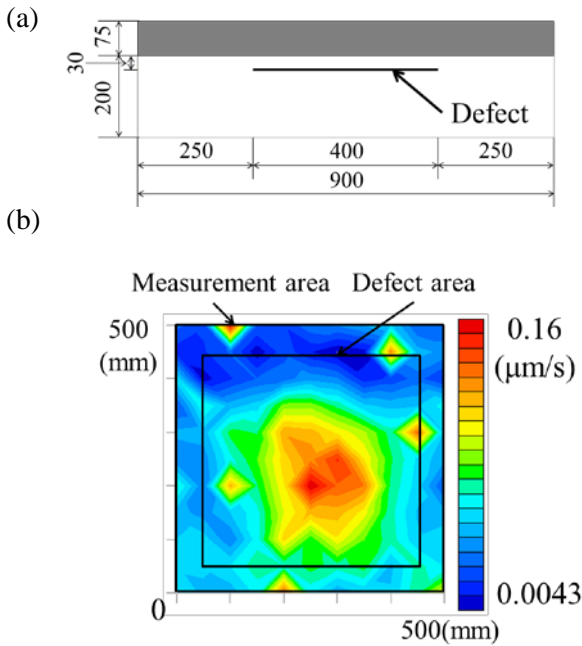 (a)
75
30
200
Defect
250 400 250
900
(b)
Measurement area Defect area
500
(mm)
0.16
(μm/s)
0.0043
0
500(mm)